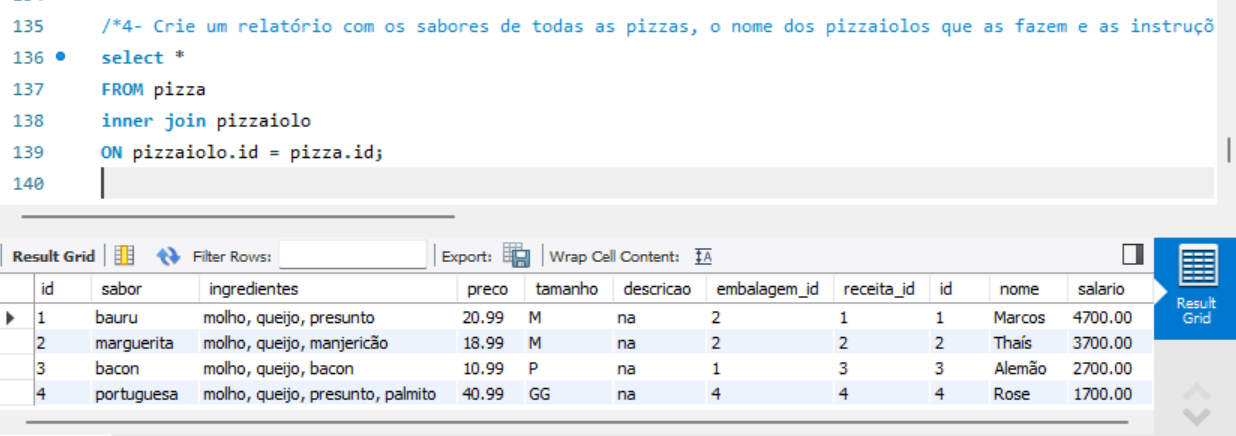 135 /*4- Crie um relatório com os sabores de todas as pizzas, o nome dos pizzaiolos que as fazem e as instruçõ
136 select *
137 FROM pizza
138 inner join pizzaiolo
139 ON pizzaiolo.id = pizza.id;
140
Result Grid Filter Rows: Export: Wrap Cell Content: IA
id sabor ingredientes preco tamanho descricao embalagem_id receita_id id nome salario
1 bauru molho, queijo, presunto 20.99 M na 2 1 1 Marcos 4700.00
2 marguerita molho, queijo, manjericão 18.99 M na 2 2 2 Thaís 3700.00
3 bacon molho, queijo, bacon 10.99 P na 1 3 3 Alemão 2700.00
4 portuguesa molho, queijo, presunto, palmito 40.99 GG na 4 4 4 Rose 1700.00
Result
Grid